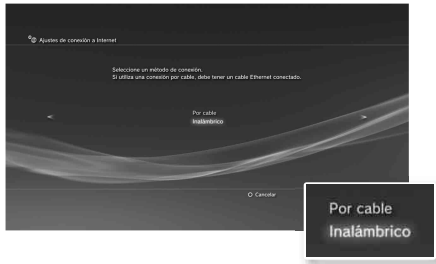 Ajustes de conexión a Internet
Seleccione un método de conexión.
Si utiliza una conexión por cable, debe tener un cable Ethernet conectado.
Por cable
Inalámbrico
Cancelar
Por cable
Inalámbrico